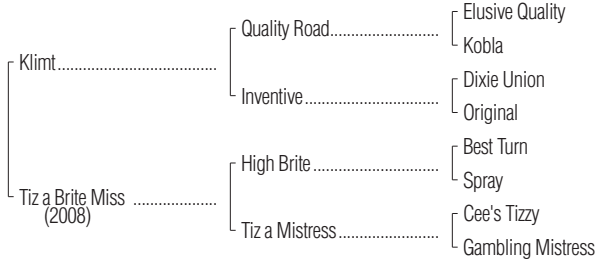 Elusive Quality
Quality Road
Kobla
Klimt
Dixie Union
Inventive
Original
Best Turn
High Brite
Spray
Tiz a Brite Miss
(2008)
Cee's Tizzy
Tiz a Mistress
Gambling Mistress